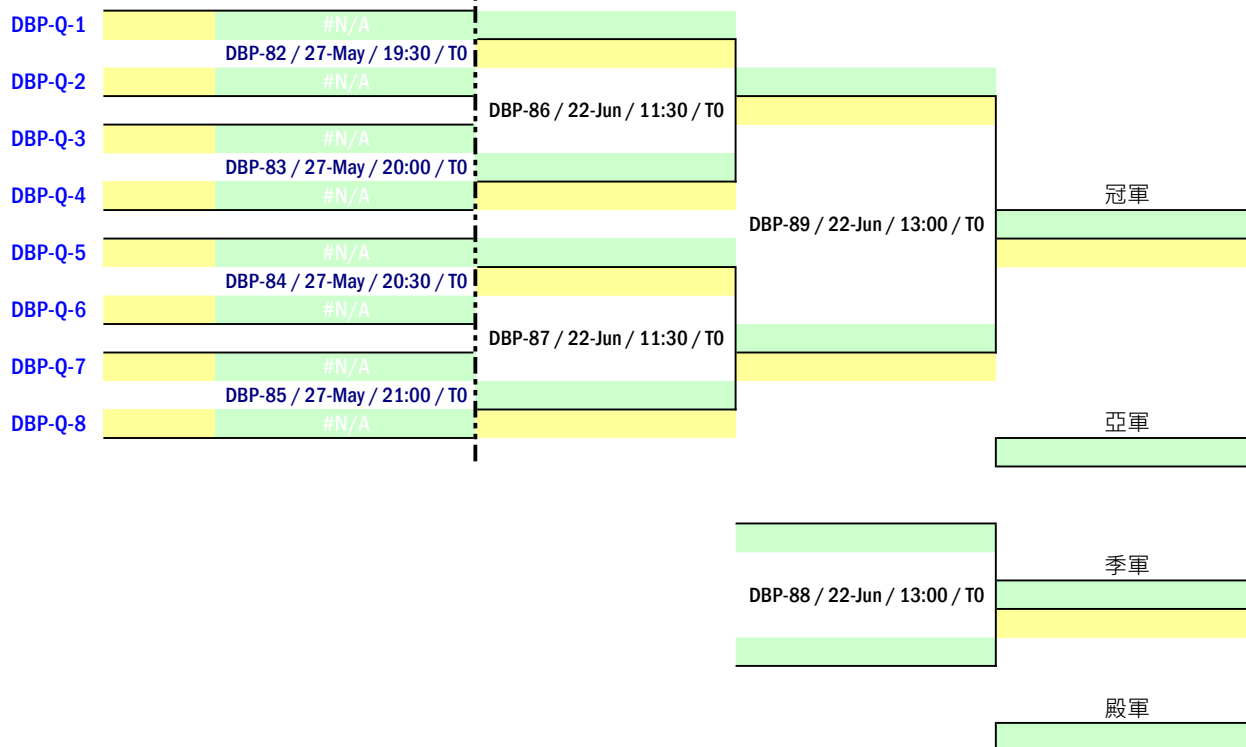 DBP-Q-1 #N/A
DBP-82 / 27-May / 19:30 / T0
DBP-Q-2 #N/A
DBP-86 / 22-Jun / 11:30 / T0
DBP-Q-3 #N/A
DBP-83 / 27-May / 20:00 / T0
DBP-Q-4 #N/A
冠軍
DBP-89 / 22-Jun / 13:00 / T0
DBP-Q-5 #N/A
DBP-84 / 27-May / 20:30 / T0
DBP-Q-6 #N/A
DBP-87 / 22-Jun / 11:30 / T0
DBP-Q-7 #N/A
DBP-85 / 27-May / 21:00 / T0
DBP-Q-8 #N/A
亞軍
季軍
DBP-88 / 22-Jun / 13:00 / T0
殿軍